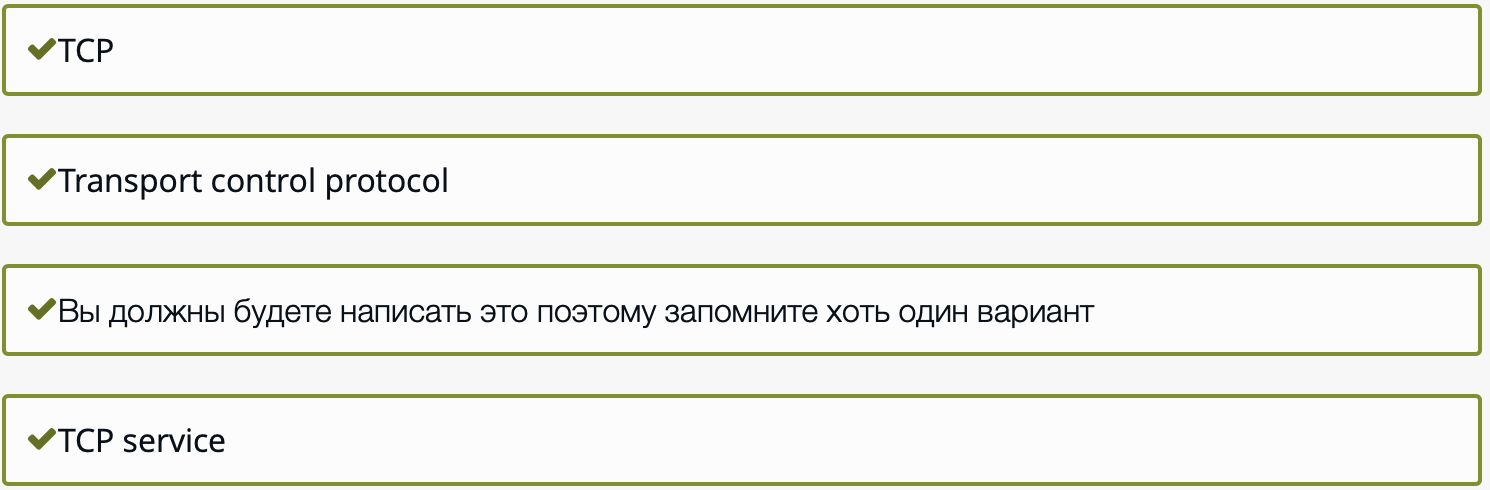 TCP
Transport control protocol
Вы должны будете написать это поэтому запомните хоть один вариант
TCP service